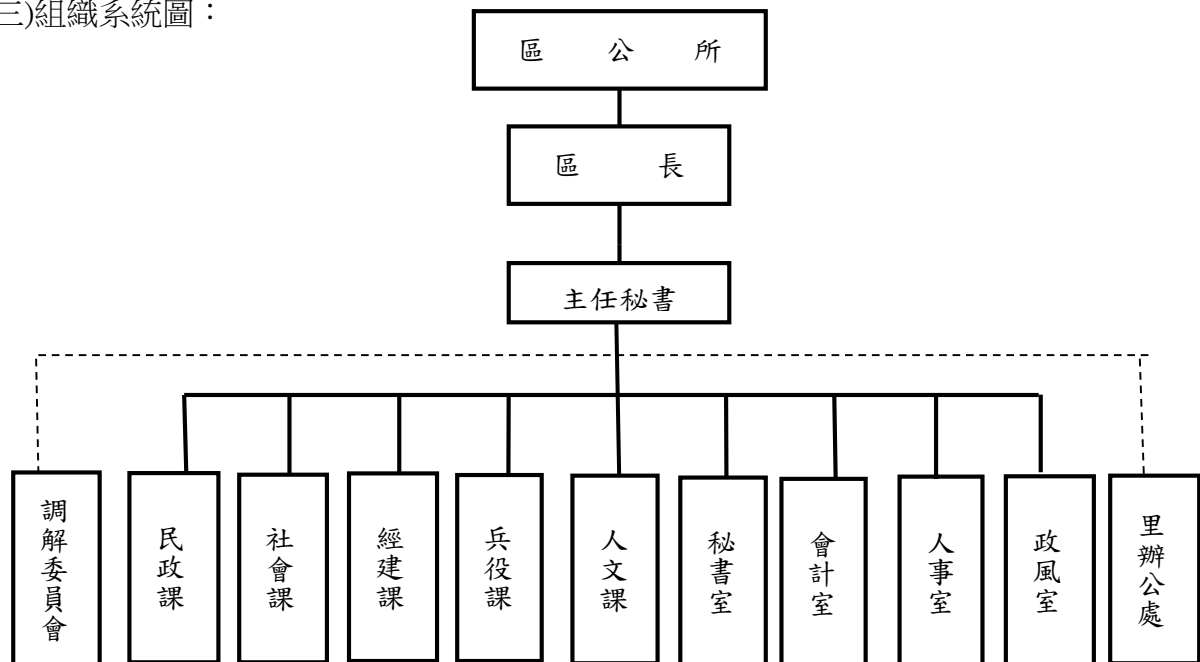 三)組織系統圖：
區公所
區長
主任秘書
調解委員會
民政課
社會課
經建課
兵役課
人文課
秘書室
會計室
人事室
政風室
里辦公處